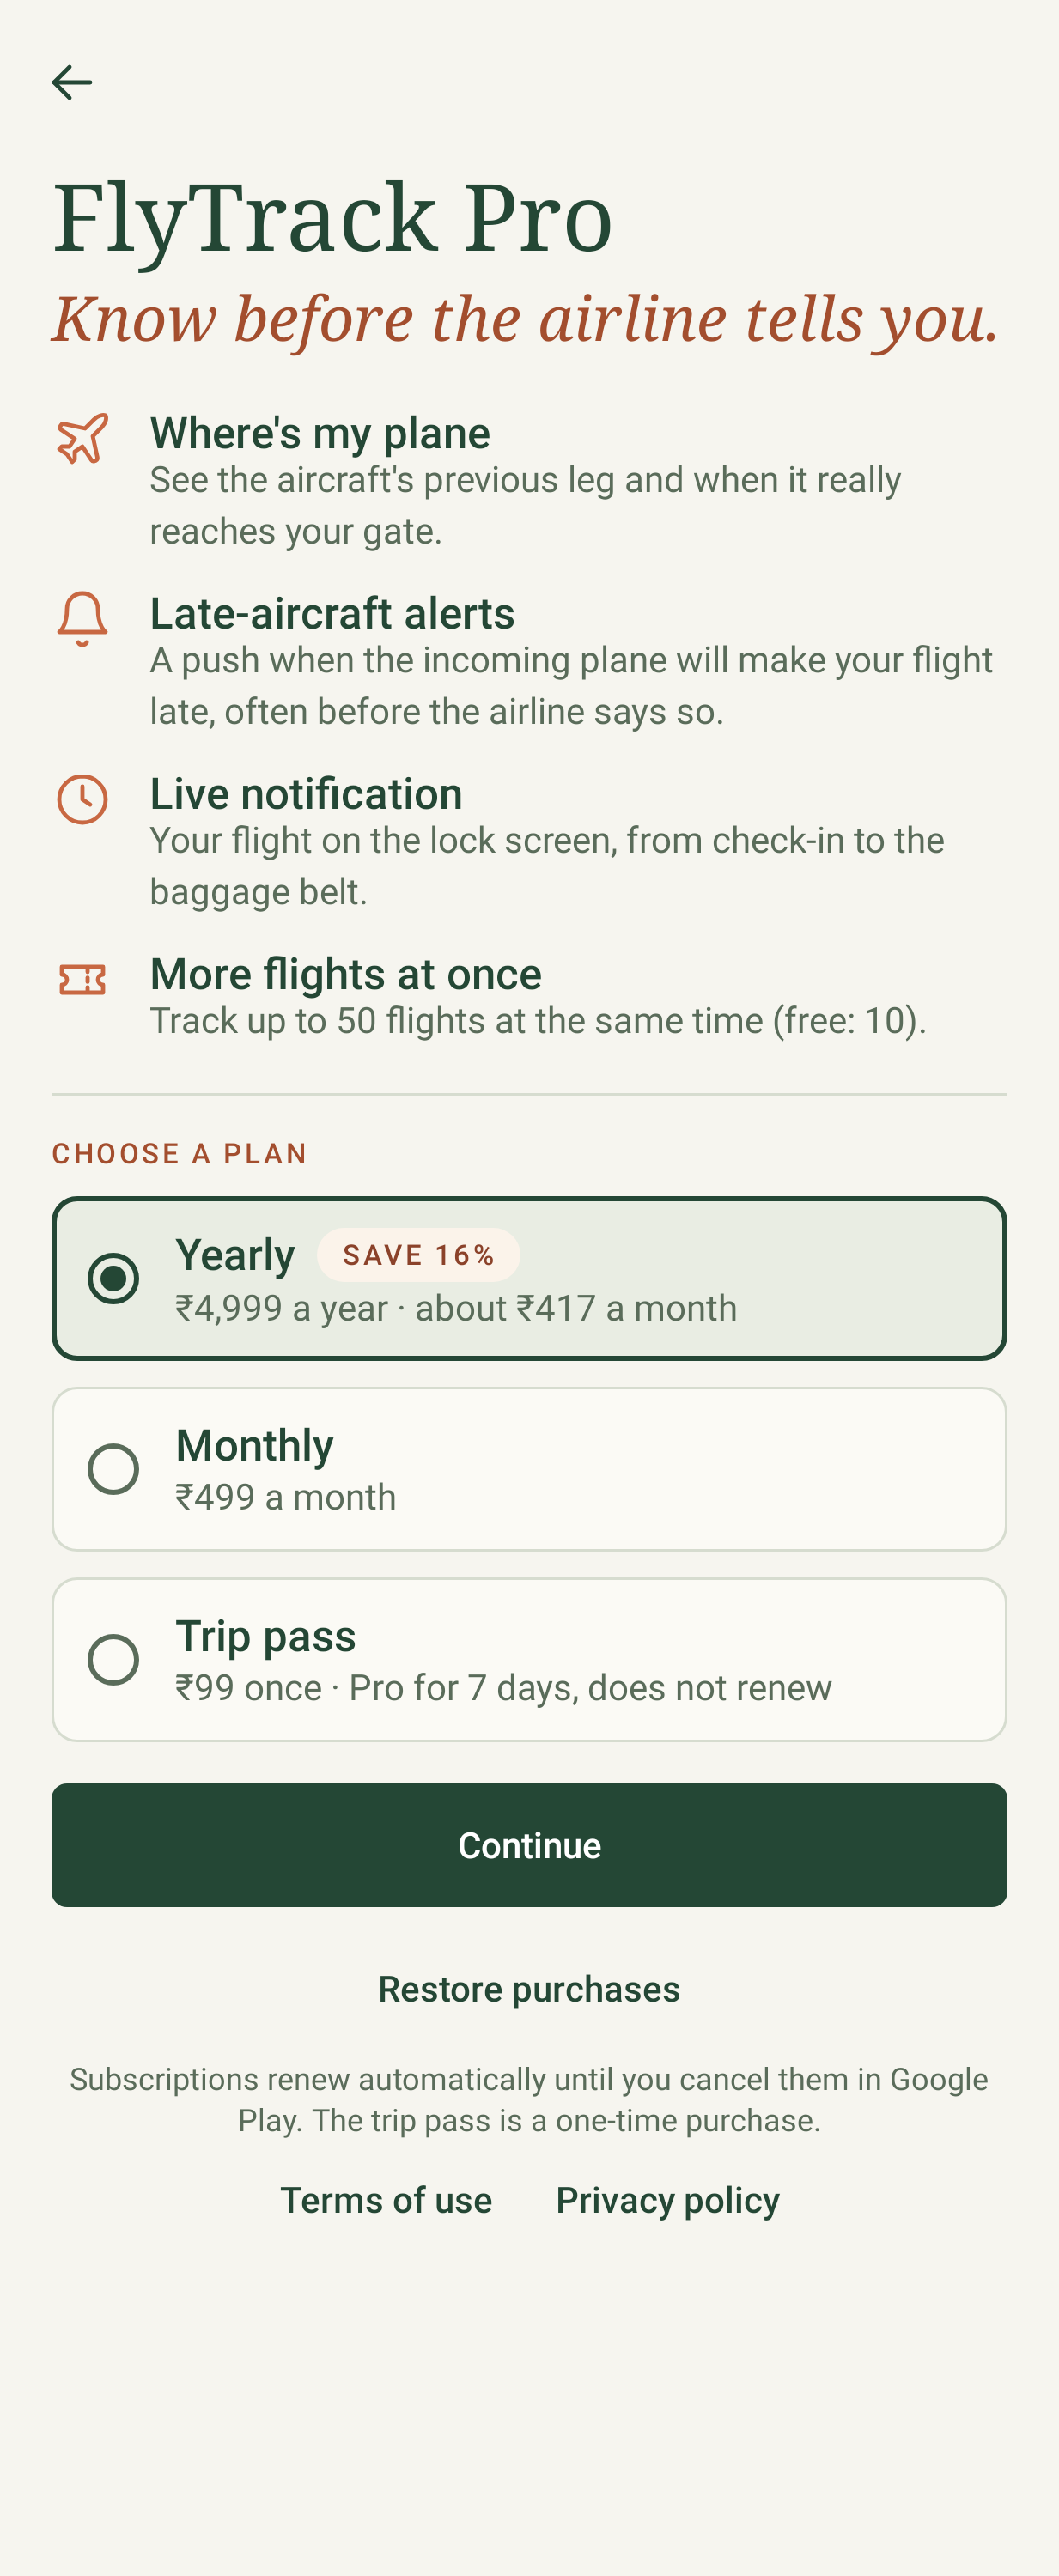 FlyTrack Pro
Know before the airline tells you.
Where's my plane
See the aircraft's previous leg and when it really
reaches your gate.
Late-aircraft alerts
A push when the incoming plane will make your flight
late, often before the airline says so.
Live notification
Your flight on the lock screen, from check-in to the
baggage belt.
More flights at once
Track up to 50 flights at the same time (free: 10).
CHOOSE A PLAN
Yearly SAVE 16%
₹4,999 a year · about ₹417 a month
Monthly
₹499 a month
Trip pass
₹99 once · Pro for 7 days, does not renew
Continue
Restore purchases
Subscriptions renew automatically until you cancel them in Google
Play. The trip pass is a one-time purchase.
Terms of use Privacy policy